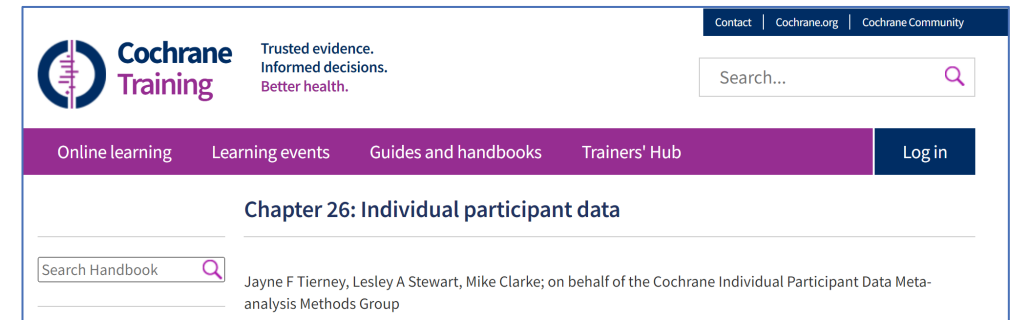 Contact | Cochrane.org | Cochrane Community
Cochrane
Training
Trusted evidence.
Informed decisions.
Better health.
Search...
Online learning Learning events Guides and handbooks Trainers' Hub Log in
Chapter 26: Individual participant data
Search Handbook
Jayne F Tierney, Lesley A Stewart, Mike Clarke; on behalf of the Cochrane Individual Participant Data Meta-
analysis Methods Group